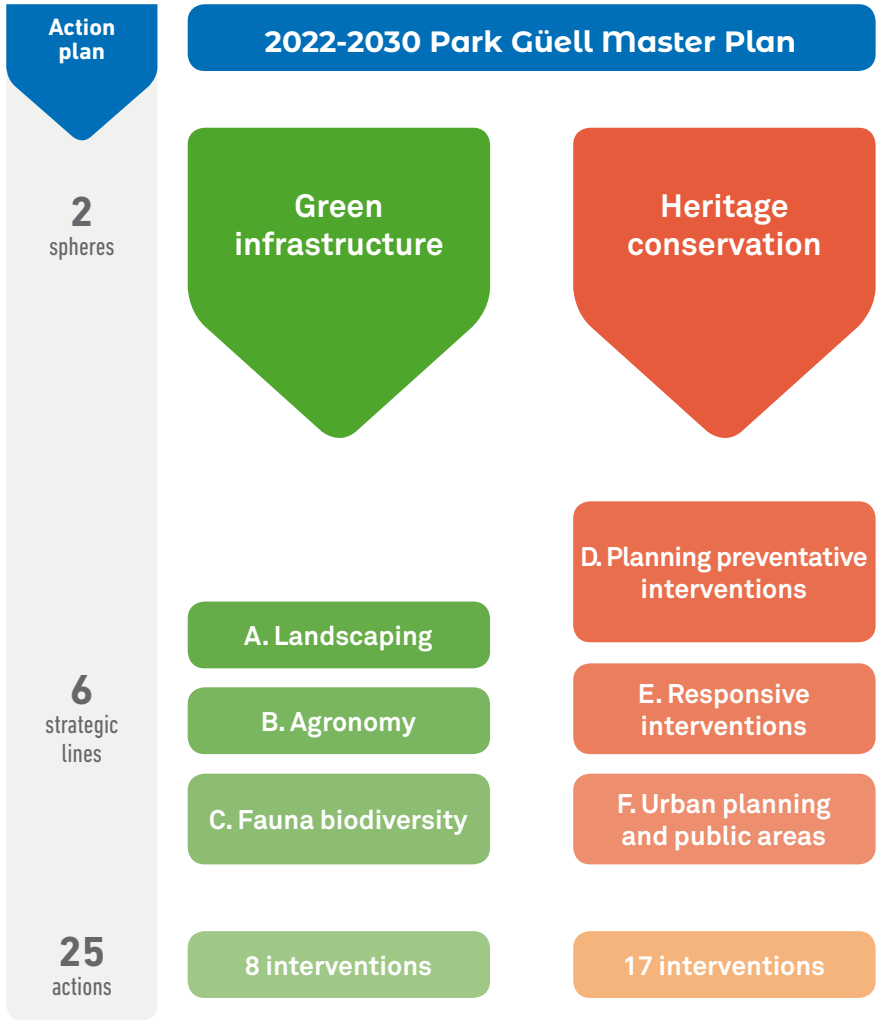 Action
plan
2022-2030 Park Güell Master Plan
2
spheres
Green
infrastructure
Heritage
conservation
6
strategic
lines
A. Landscaping
B. Agronomy
C. Fauna biodiversity
D. Planning preventative
interventions
E. Responsive
interventions
F. Urban planning
and public areas
25
actions
8 interventions
17 interventions